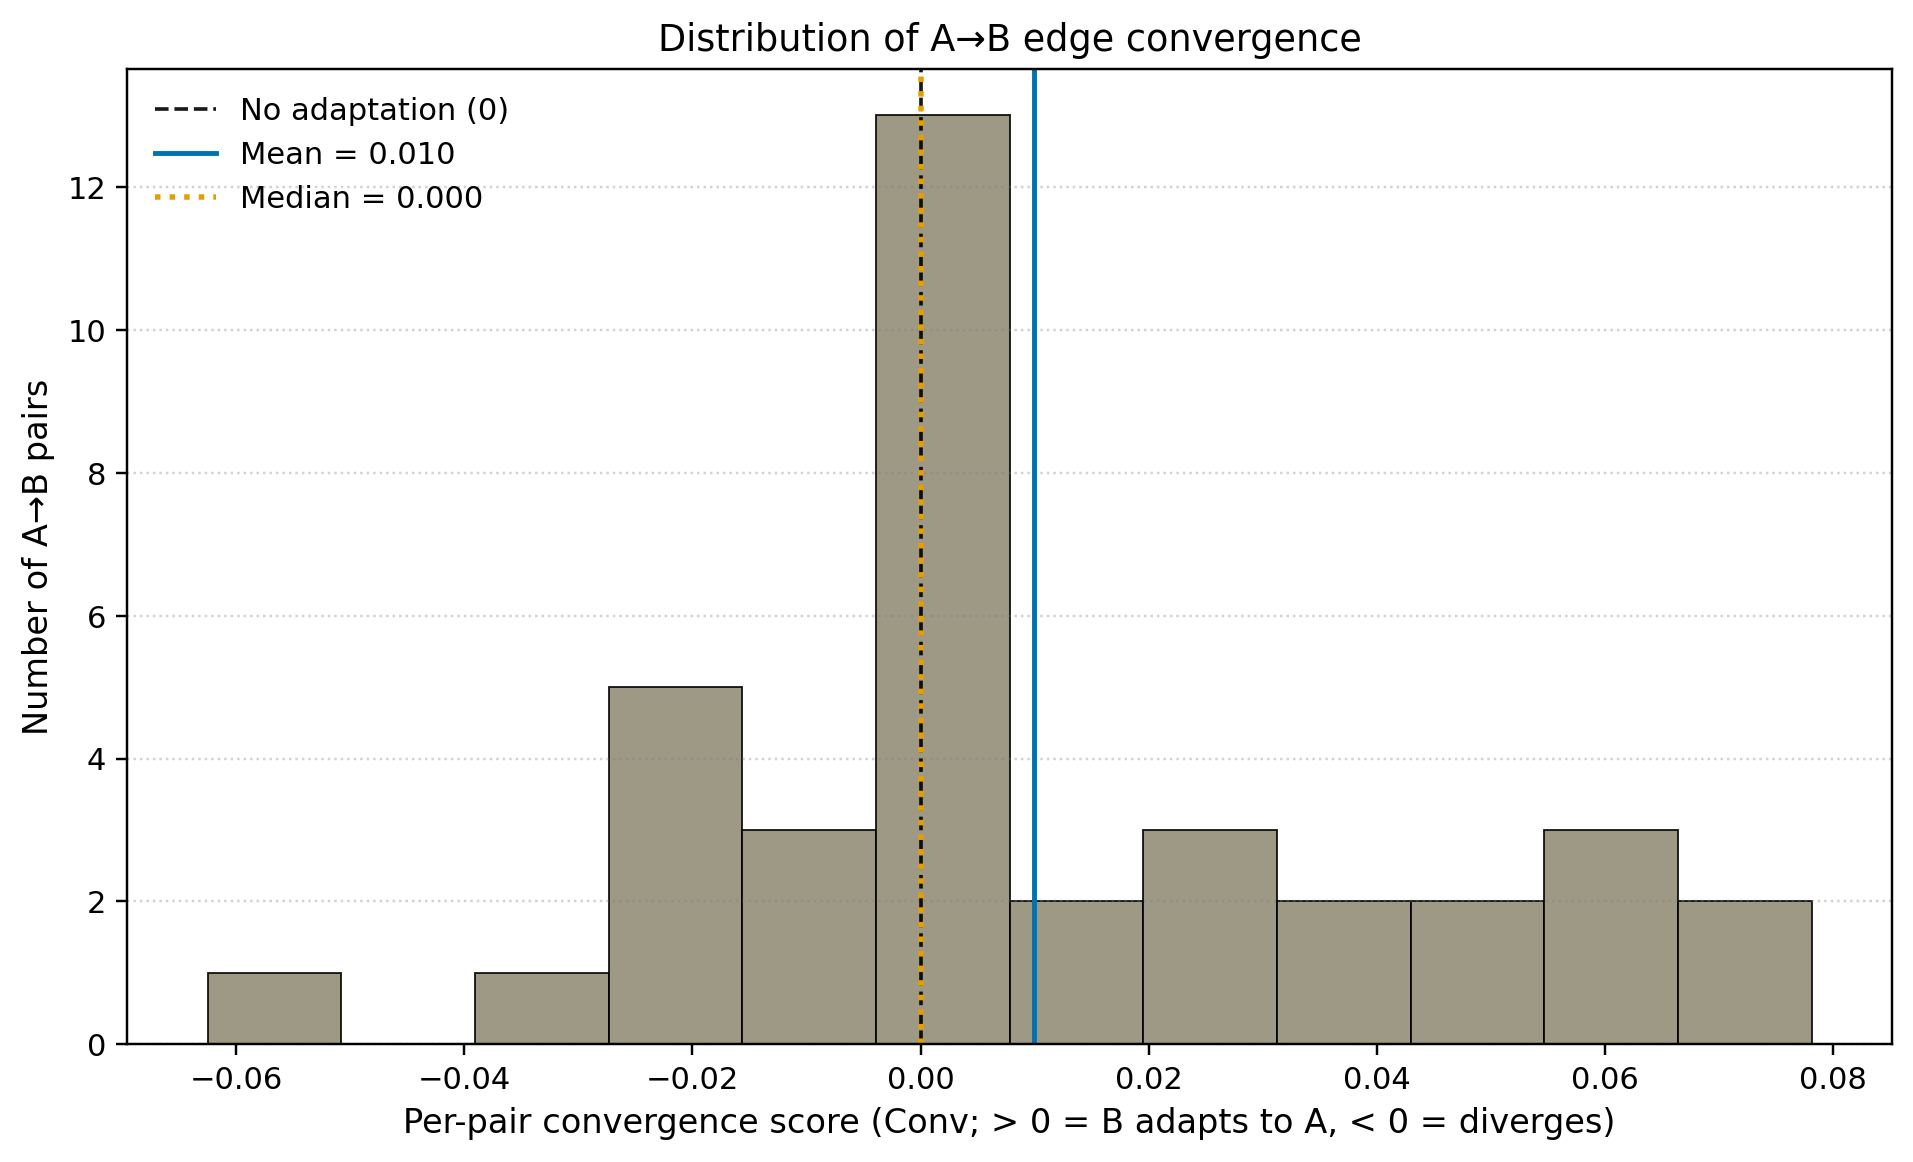 Distribution of A→B edge convergence
No adaptation (0)
Mean = 0.010
Median = 0.000
Number of A→B pairs
12
10
8
6
4
2
0
−0.06
−0.04
−0.02
0.00
0.02
0.04
0.06
0.08
Per-pair convergence score (Conv; > 0 = B adapts to A, < 0 = diverges)